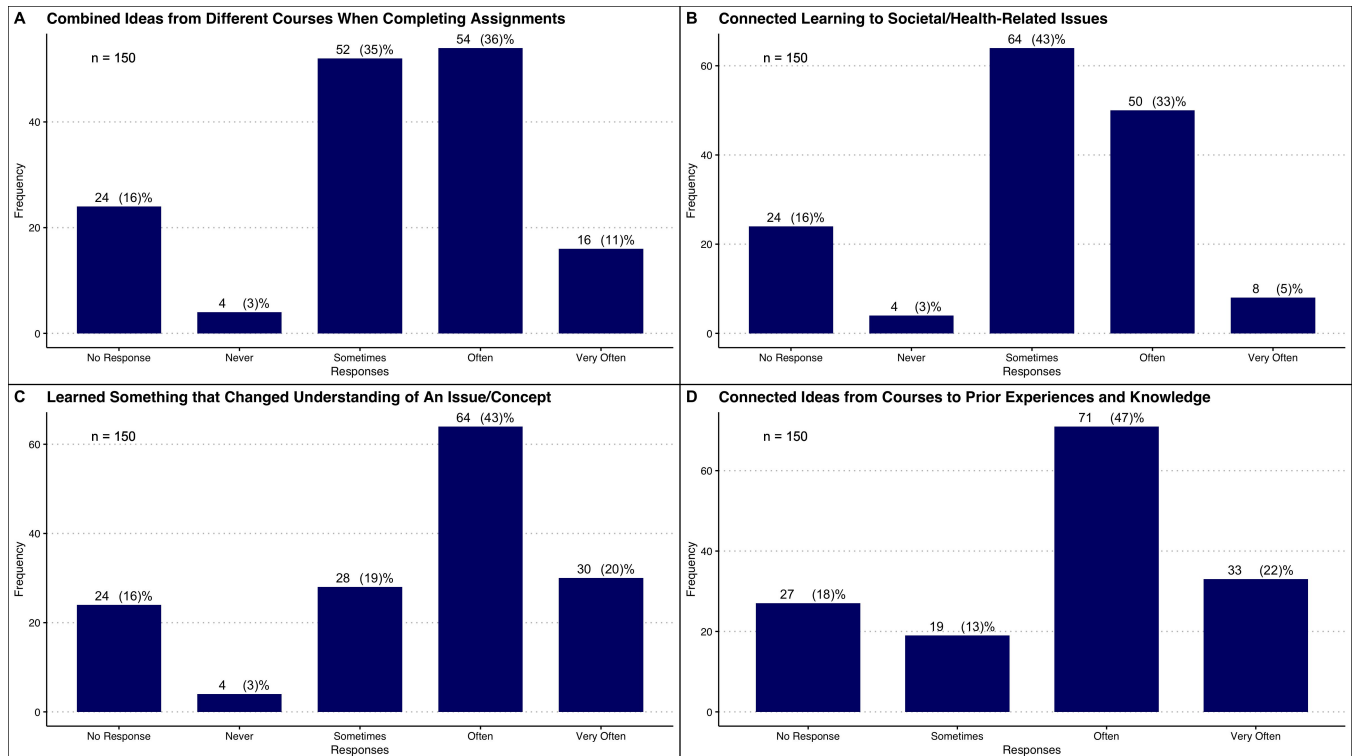 A Combined Ideas from Different Courses When Completing Assignments
n = 150
Frequency
40
20
0
24 (16)%
4 (3)%
52 (35)%
54 (36)%
16 (11)%
No Response Never Sometimes Often Very Often
Responses
B Connected Learning to Societal/Health-Related Issues
n = 150
Frequency
60
40
20
0
24 (16)%
4 (3)%
64 (43)%
50 (33)%
8 (5)%
No Response Never Sometimes Often Very Often
Responses
C Learned Something that Changed Understanding of An Issue/Concept
n = 150
Frequency
60
40
20
0
24 (16)%
4 (3)%
28 (19)%
64 (43)%
30 (20)%
No Response Never Sometimes Often Very Often
Responses
D Connected Ideas from Courses to Prior Experiences and Knowledge
n = 150
Frequency
60
40
20
0
27 (18)%
19 (13)%
71 (47)%
33 (22)%
No Response Sometimes Often Very Often
Responses